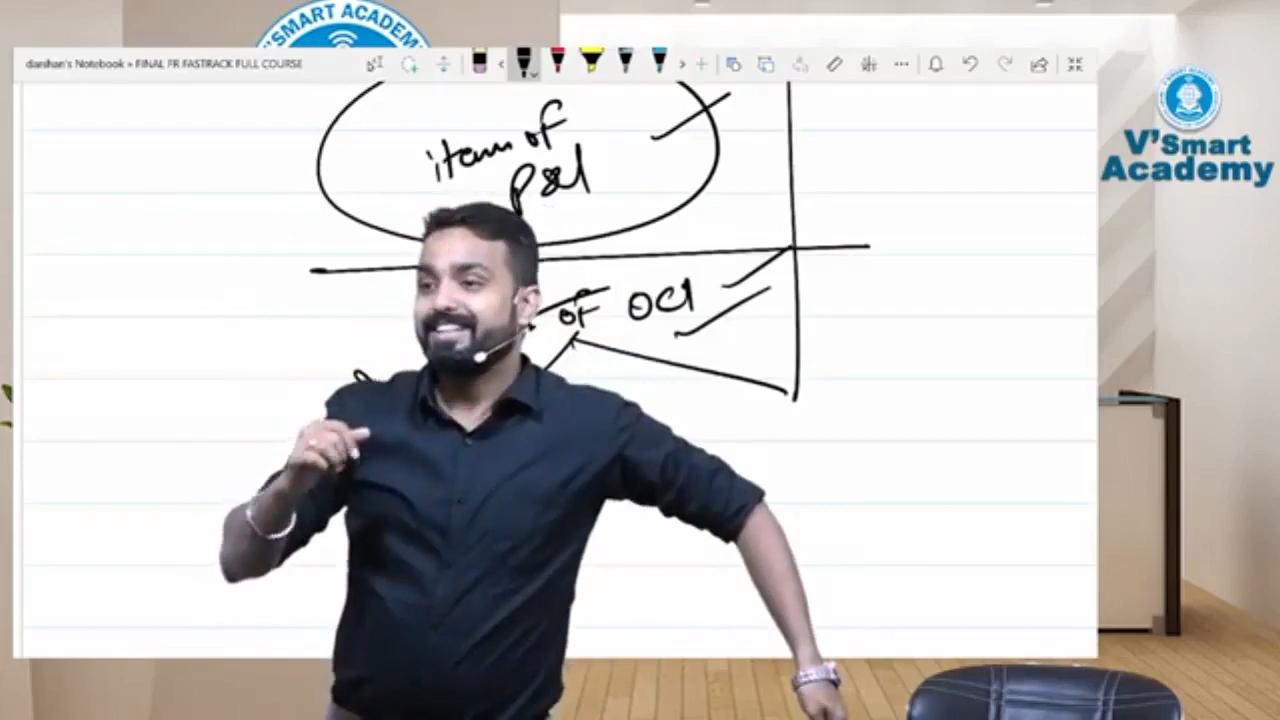 V'SMART ACADEMY
darshan's Notebook » FINAL FR FASTRACK FULL COURSE
item of
P&L
of OCI
V'Smart
Academy